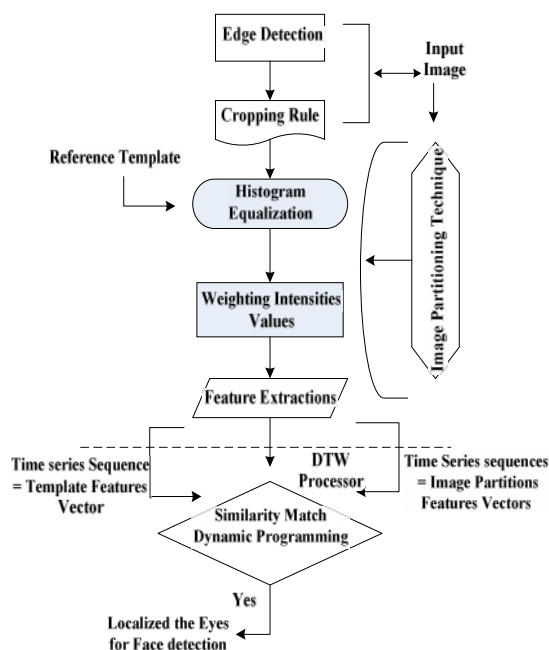 Edge Detection
Input
Image
Cropping Rule
Reference Template
Histogram
Equalization
Image Partitioning Technique
Weighting Intensities
Values
Feature Extractions
Time series Sequence
= Template Features
Vector
DTW
Processor
Time Series sequences
= Image Partitions
Features Vectors
Similarity Match
Dynamic Programming
Yes
Localized the Eyes
for Face detection